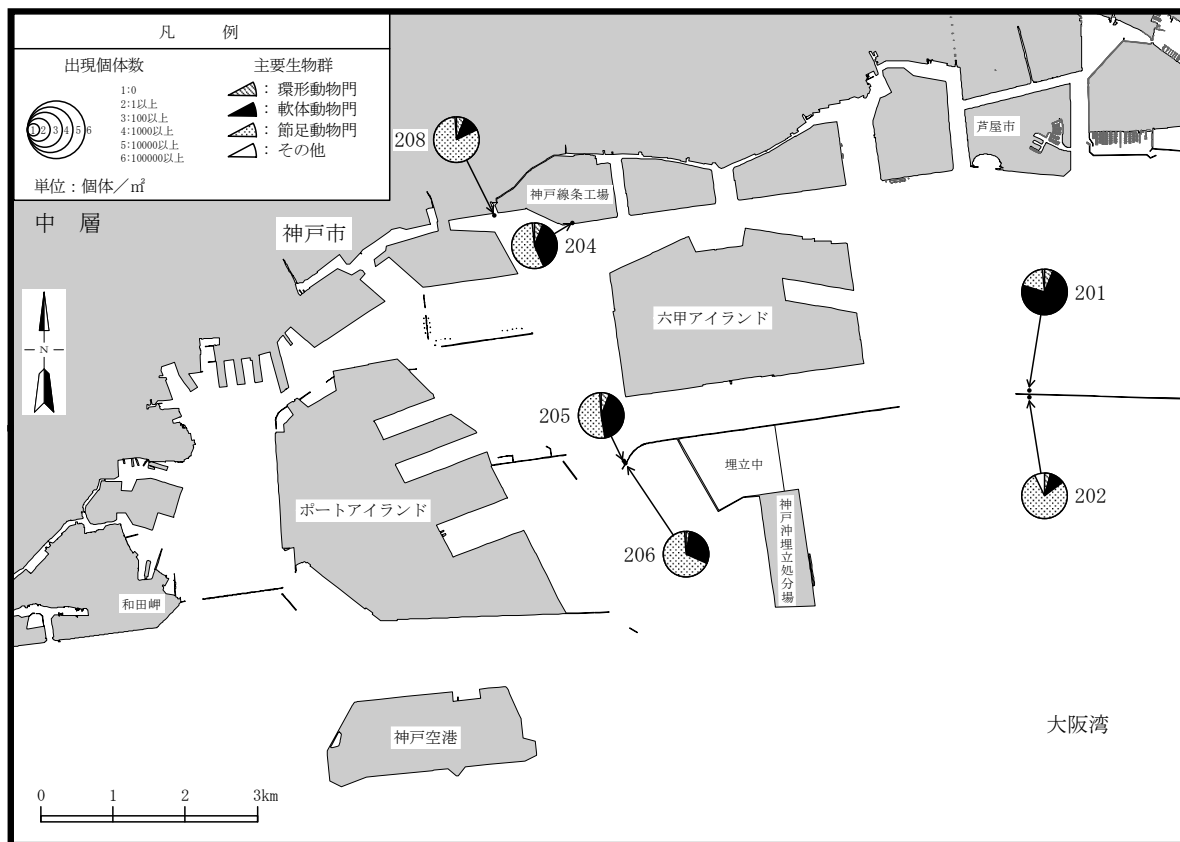 凡 例
出現個体数
主要生物群
1:0
2:1以上
3:100以上
4:1000以上
5:10000以上
6:100000以上
1 2 3 4 5 6
: 環形動物門
: 軟体動物門
: 節足動物門
: その他
単位：個体／㎡
中 層
神戸市
N
208
神戸線条工場
204
芦屋市
六甲アイランド
201
205
埋立中
202
ポートアイランド
206
神戸沖埋立処分場
和田岬
神戸空港
大阪湾
0 1 2 3km